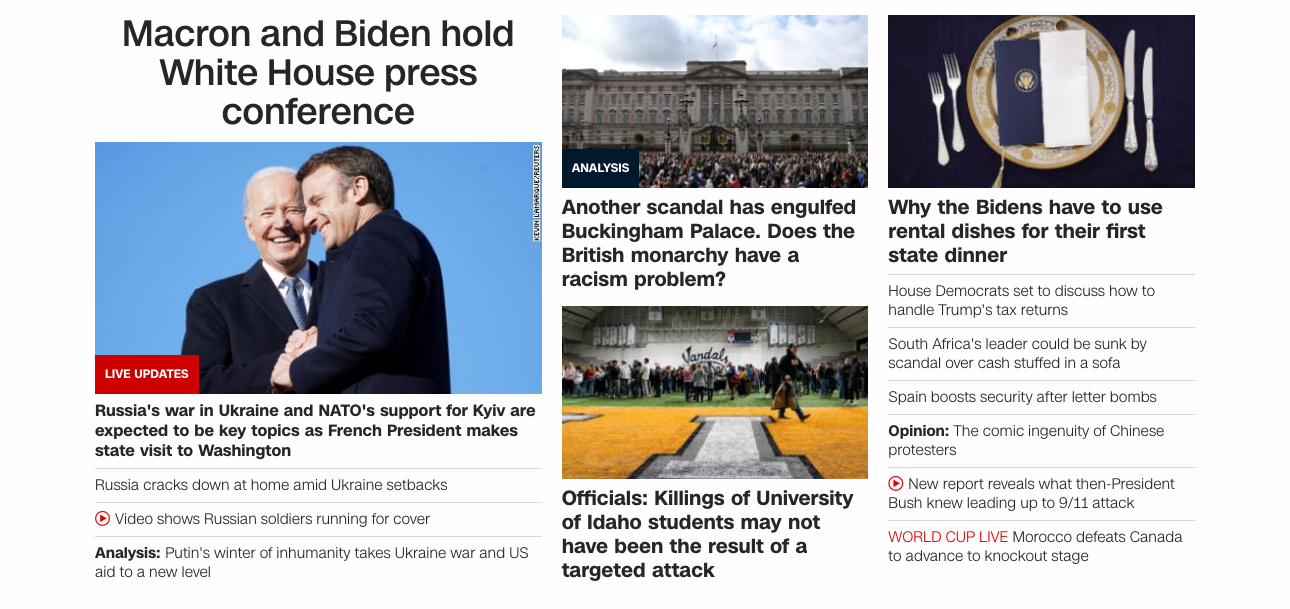 Macron and Biden hold
White House press
conference
KEVIN LAMARQUE/REUTERS
LIVE UPDATES
Russia's war in Ukraine and NATO's support for Kyiv are
expected to be key topics as French President makes
state visit to Washington
Russia cracks down at home amid Ukraine setbacks
Video shows Russian soldiers running for cover
Analysis: Putin's winter of inhumanity takes Ukraine war and US
aid to a new level
ANALYSIS
Another scandal has engulfed
Buckingham Palace. Does the
British monarchy have a
racism problem?
Vandals
Officials: Killings of University
of Idaho students may not
have been the result of a
targeted attack
Why the Bidens have to use
rental dishes for their first
state dinner
House Democrats set to discuss how to
handle Trump's tax returns
South Africa's leader could be sunk by
scandal over cash stuffed in a sofa
Spain boosts security after letter bombs
Opinion: The comic ingenuity of Chinese
protesters
New report reveals what then-President
Bush knew leading up to 9/11 attack
WORLD CUP LIVE Morocco defeats Canada
to advance to knockout stage